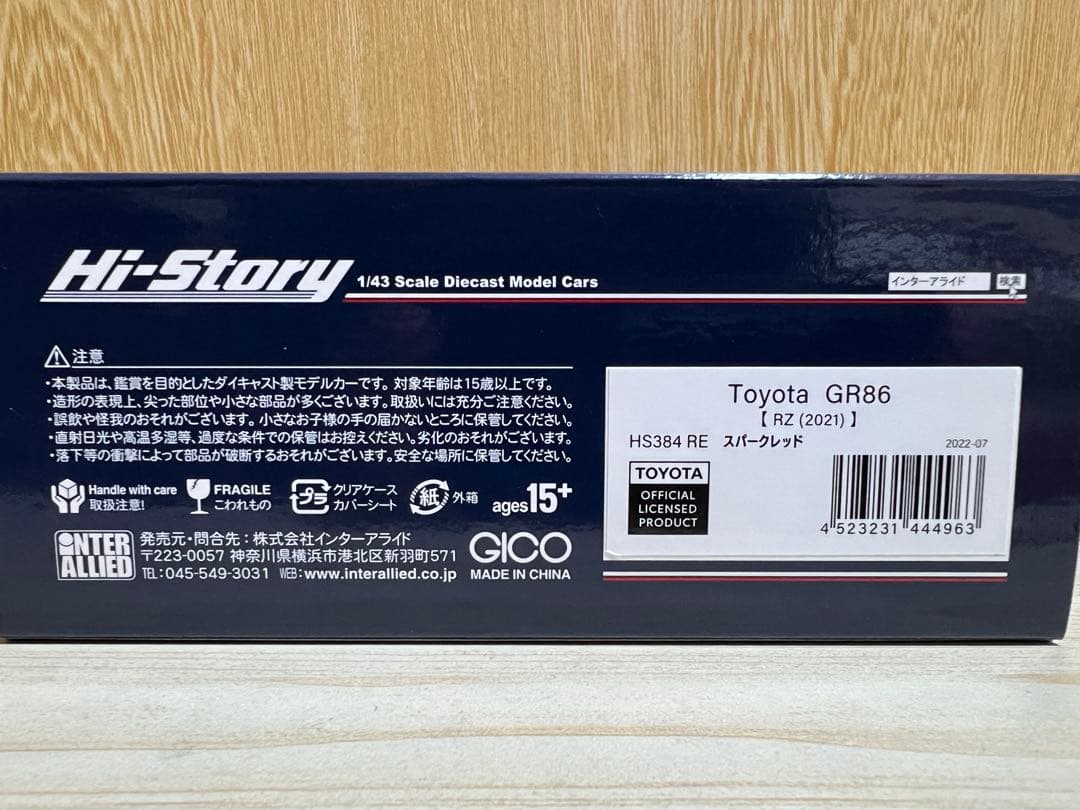 Hi-Story 1/43 Scale Diecast Model Cars
インターアライド 検索
⚠注意
・本製品は、鑑賞を目的としたダイキャスト製モデルカーです。対象年齢は15歳以上です。
・造形の表現上、尖った部位や小さな部品が多くございます。取扱いには充分ご注意ください。
・誤飲や怪我のおそれがございます。小さなお子様の手の届かないところに保管してください。
・直射日光や高温多湿等、過度な条件での保管はお控えください。劣化のおそれがございます。
・落下等の衝撃によって部品が破断するおそれがございます。安全な場所に保管してください。
Handle with care
取扱注意!
FRAGILE
こわれもの
プラ
クリアケース
カバーシート
紙 外箱
ages15+
INTER
ALLIED
発売元・問合先:株式会社インターアライド
〒223-0057 神奈川県横浜市港北区新羽町571
TEL:045-549-3031 WEB:www.interallied.co.jp
GICO
MADE IN CHINA
Toyota GR86
【 RZ (2021) 】
HS384 RE スパークレッド
2022-07
TOYOTA
OFFICIAL
LICENSED
PRODUCT
4 523231 444963